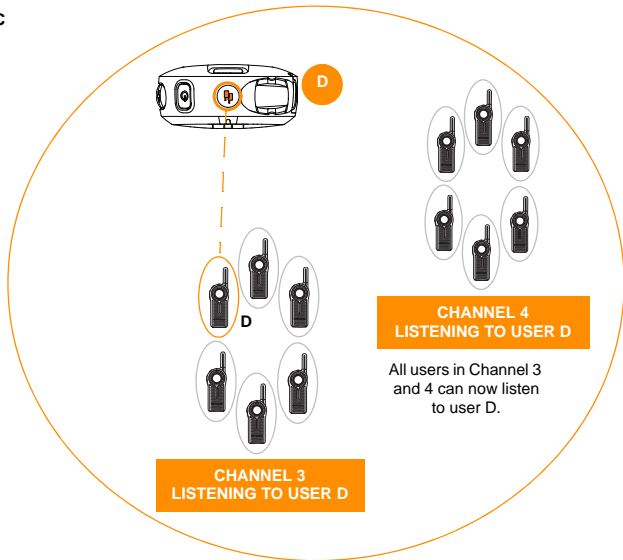 C
D
D
CHANNEL 4
LISTENING TO USER D
All users in Channel 3
and 4 can now listen
to user D.
CHANNEL 3
LISTENING TO USER D